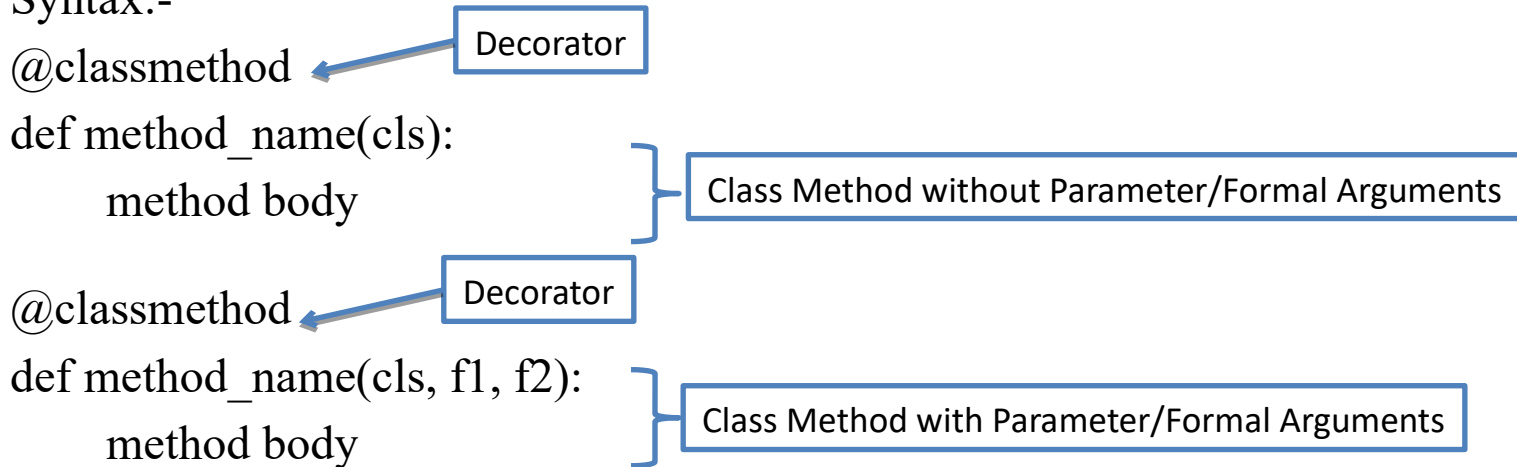 Syntax:-
Decorator
@classmethod
def method_name(cls):
method body
Class Method without Parameter/Formal Arguments
Decorator
@classmethod
def method_name(cls, f1, f2):
method body
Class Method with Parameter/Formal Arguments